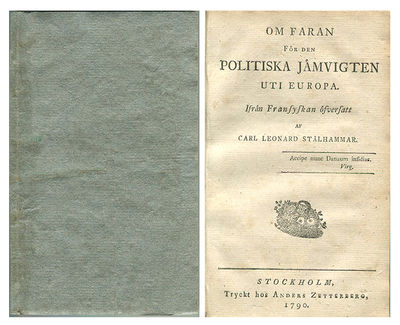 OM FARAN
FÖR DEN
POLITISKA JÄMVIGTEN
UTI EUROPA.
Ifrån Franſyſkan öfverſatt
AF
CARL LEONARD STÅLHAMMAR.
Accipe nunc Danaum inſidias.
Virg.
STOCKHOLM,
Tryckt hos ANDERS ZETTERBERG,
1790.